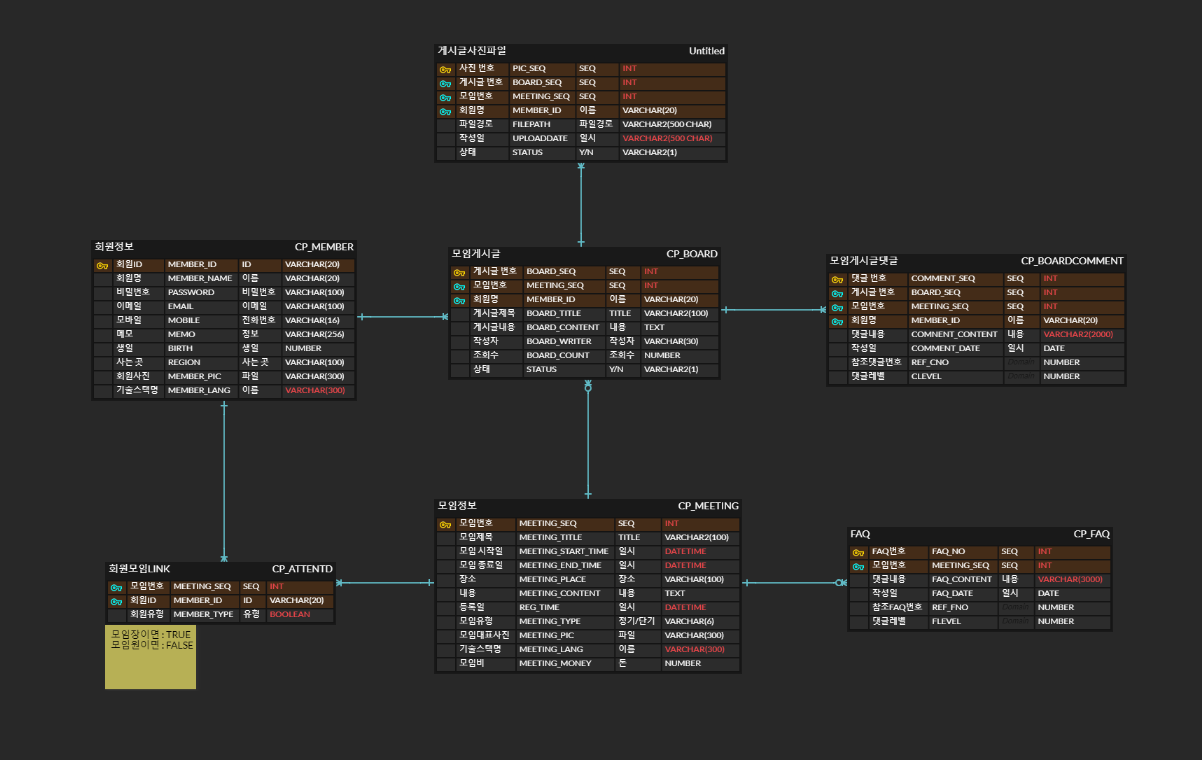 게시글사진파일 Untitled
사진 번호 PIC_SEQ SEQ INT
게시글 번호 BOARD_SEQ SEQ INT
모임번호 MEETING_SEQ SEQ INT
회원명 MEMBER_ID 이름 VARCHAR(20)
파일경로 FILEPATH 파일경로 VARCHAR2(500 CHAR)
작성일 UPLOADDATE 일시 VARCHAR2(500 CHAR)
상태 STATUS Y/N VARCHAR2(1)
회원정보 CP_MEMBER
회원ID MEMBER_ID ID VARCHAR(20)
회원명 MEMBER_NAME 이름 VARCHAR(20)
비밀번호 PASSWORD 비밀번호 VARCHAR(100)
이메일 EMAIL 이메일 VARCHAR(100)
모바일 MOBILE 전화번호 VARCHAR(16)
메모 MEMO 정보 VARCHAR(256)
생일 BIRTH 생일 NUMBER
사는 곳 REGION 사는 곳 VARCHAR(100)
회원사진 MEMBER_PIC 파일 VARCHAR(300)
기술스택명 MEMBER_LANG 이름 VARCHAR(300)
모임게시글 CP_BOARD
게시글 번호 BOARD_SEQ SEQ INT
모임번호 MEETING_SEQ SEQ INT
회원명 MEMBER_ID 이름 VARCHAR(20)
게시글제목 BOARD_TITLE TITLE VARCHAR2(100)
게시글내용 BOARD_CONTENT 내용 TEXT
작성자 BOARD_WRITER 작성자 VARCHAR(30)
조회수 BOARD_COUNT 조회수 NUMBER
상태 STATUS Y/N VARCHAR2(1)
모임게시글댓글 CP_BOARDCOMMENT
댓글 번호 COMMENT_SEQ SEQ INT
게시글 번호 BOARD_SEQ SEQ INT
모임번호 MEETING_SEQ SEQ INT
회원명 MEMBER_ID 이름 VARCHAR(20)
댓글내용 COMNENT_CONTENT 내용 VARCHAR2(2000)
작성일 COMMENT_DATE 일시 DATE
참조댓글번호 REF_CNO Domain NUMBER
댓글레벨 CLEVEL Domain NUMBER
회원모임LINK CP_ATTENTD
모임번호 MEETING_SEQ SEQ INT
회원ID MEMBER_ID ID VARCHAR(20)
회원유형 MEMBER_TYPE 유형 BOOLEAN
모임장이면 : TRUE
모임원이면 : FALSE
모임정보 CP_MEETING
모임번호 MEETING_SEQ SEQ INT
모임제목 MEETING_TITLE TITLE VARCHAR2(100)
모임 시작일 MEETING_START_TIME 일시 DATETIME
모임 종료일 MEETING_END_TIME 일시 DATETIME
장소 MEETING_PLACE 장소 VARCHAR(100)
내용 MEETING_CONTENT 내용 TEXT
등록일 REG_TIME 일시 DATETIME
모임유형 MEETING_TYPE 정기/단기 VARCHAR(6)
모임대표사진 MEETING_PIC 파일 VARCHAR(300)
기술스택명 MEETING_LANG 이름 VARCHAR(300)
모임비 MEETING_MONEY 돈 NUMBER
FAQ CP_FAQ
FAQ번호 FAQ_NO SEQ INT
모임번호 MEETING_SEQ SEQ INT
댓글내용 FAQ_CONTENT 내용 VARCHAR(3000)
작성일 FAQ_DATE 일시 DATE
참조FAQ번호 REF_FNO Domain NUMBER
댓글레벨 FLEVEL Domain NUMBER